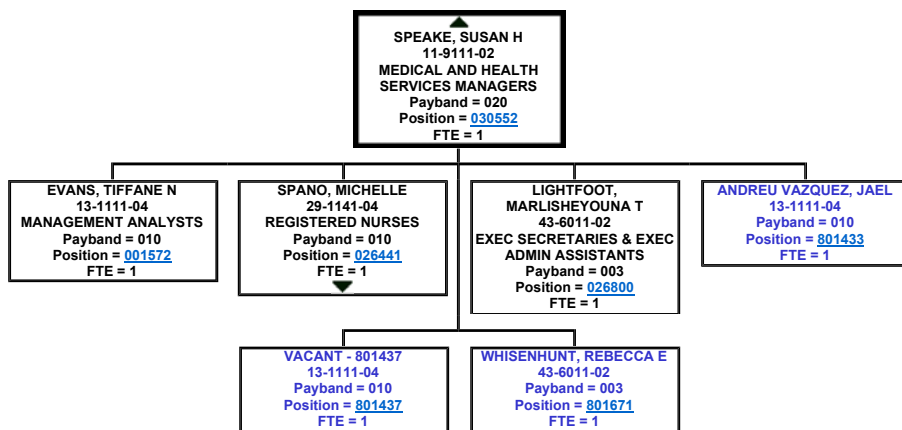 SPEAKE, SUSAN H
11-9111-02
MEDICAL AND HEALTH
SERVICES MANAGERS
Payband = 020
Position = 030552
FTE = 1
EVANS, TIFFANE N
13-1111-04
MANAGEMENT ANALYSTS
Payband = 010
Position = 001572
FTE = 1
SPANO, MICHELLE
29-1141-04
REGISTERED NURSES
Payband = 010
Position = 026441
FTE = 1
LIGHTFOOT,
MARLISHEYOUNA T
43-6011-02
EXEC SECRETARIES & EXEC
ADMIN ASSISTANTS
Payband = 003
Position = 026800
FTE = 1
ANDREU VAZQUEZ, JAEL
13-1111-04
Payband = 010
Position = 801433
FTE = 1
VACANT - 801437
13-1111-04
Payband = 010
Position = 801437
FTE = 1
WHISENHUNT, REBECCA E
43-6011-02
Payband = 003
Position = 801671
FTE = 1